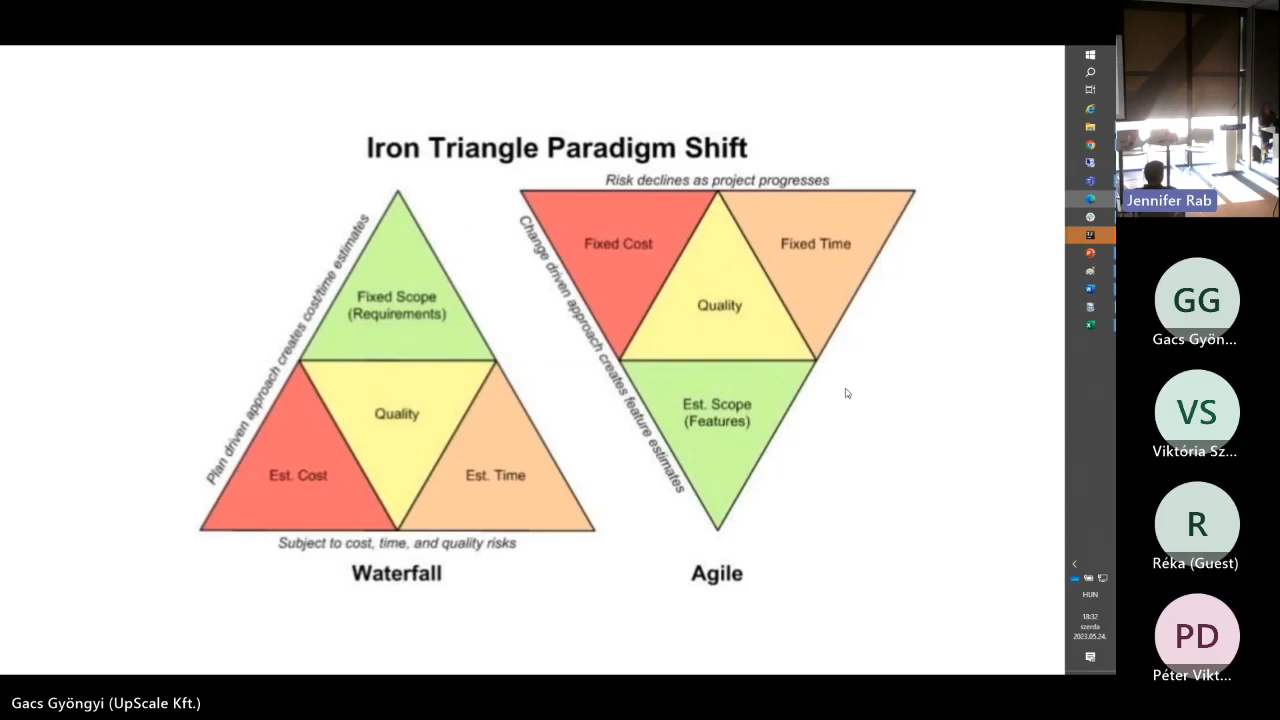 Iron Triangle Paradigm Shift
Risk declines as project progresses
Plan driven approach creates cost/time estimates
Fixed Scope
(Requirements)
Quality
Est. Cost
Est. Time
Subject to cost, time, and quality risks
Waterfall
Change driven approach creates feature estimates
Fixed Cost
Fixed Time
Quality
Est. Scope
(Features)
Agile
HUN
18:32
szerda
2023.05.24.
Jennifer Rab
GG
Gacs Gyön...
VS
Viktória Sz...
R
Réka (Guest)
PD
Péter Vikt...
Gacs Gyöngyi (UpScale Kft.)